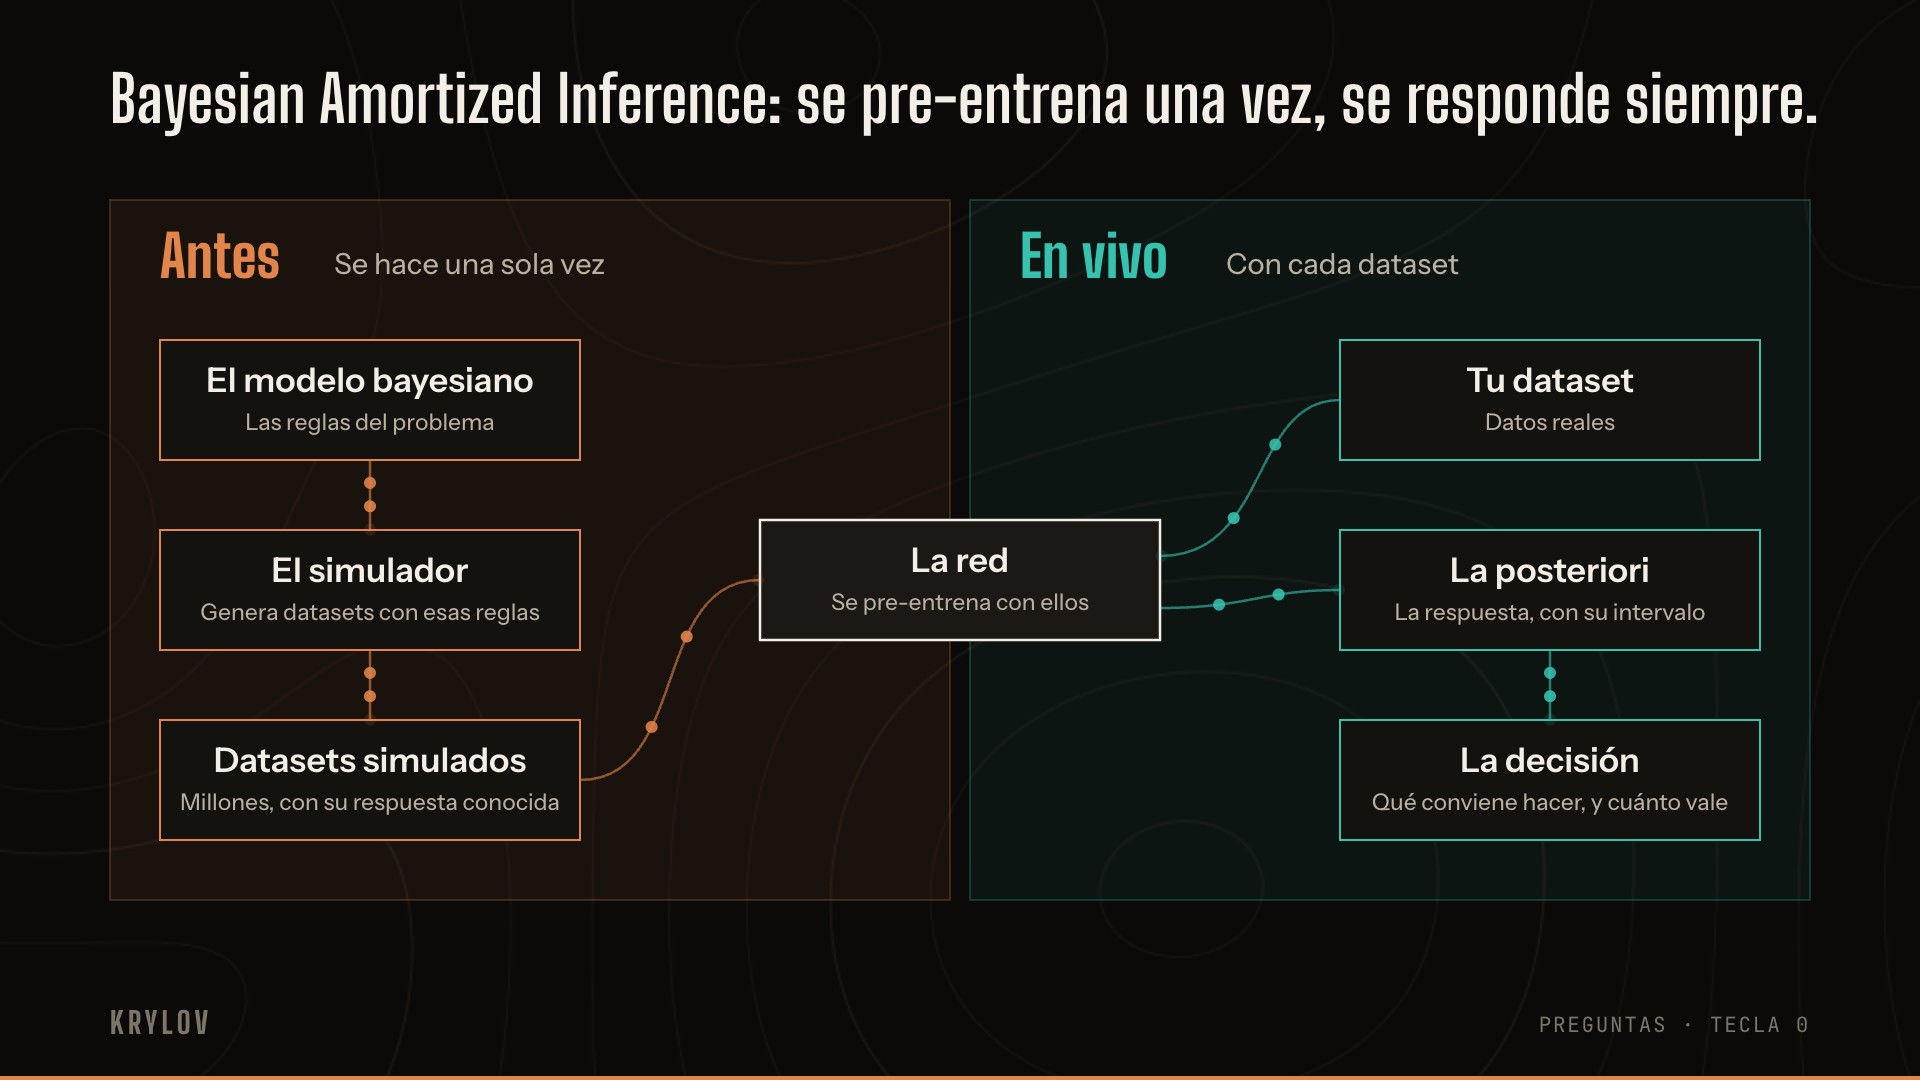 Bayesian Amortized Inference: se pre-entrena una vez, se responde siempre.
Antes
Se hace una sola vez
El modelo bayesiano
Las reglas del problema
El simulador
Genera datasets con esas reglas
Datasets simulados
Millones, con su respuesta conocida
La red
Se pre-entrena con ellos
En vivo
Con cada dataset
Tu dataset
Datos reales
La posteriori
La respuesta, con su intervalo
La decisión
Qué conviene hacer, y cuánto vale
KRYLOV
PREGUNTAS · TECLA 0